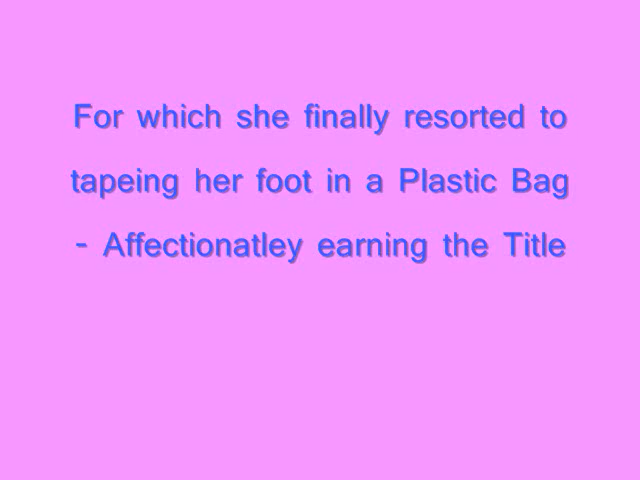 For which she finally resorted to
tapeing her foot in a Plastic Bag
- Affectionatley earning the Title